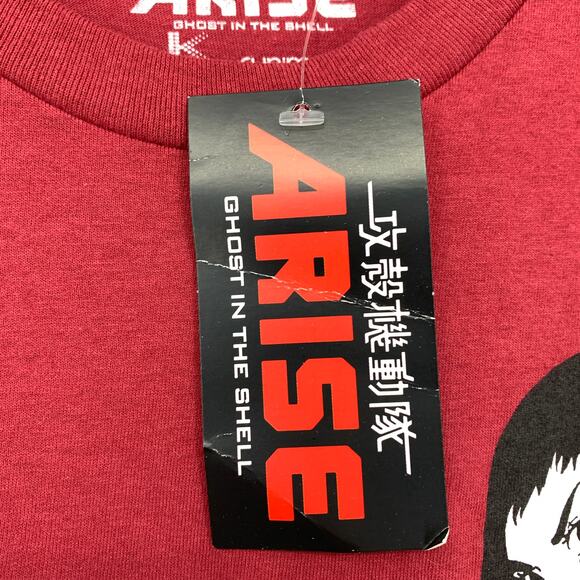 ARISE
GHOST IN THE SHELL
攻殻機動隊
ARISE
GHOST IN THE SHELL